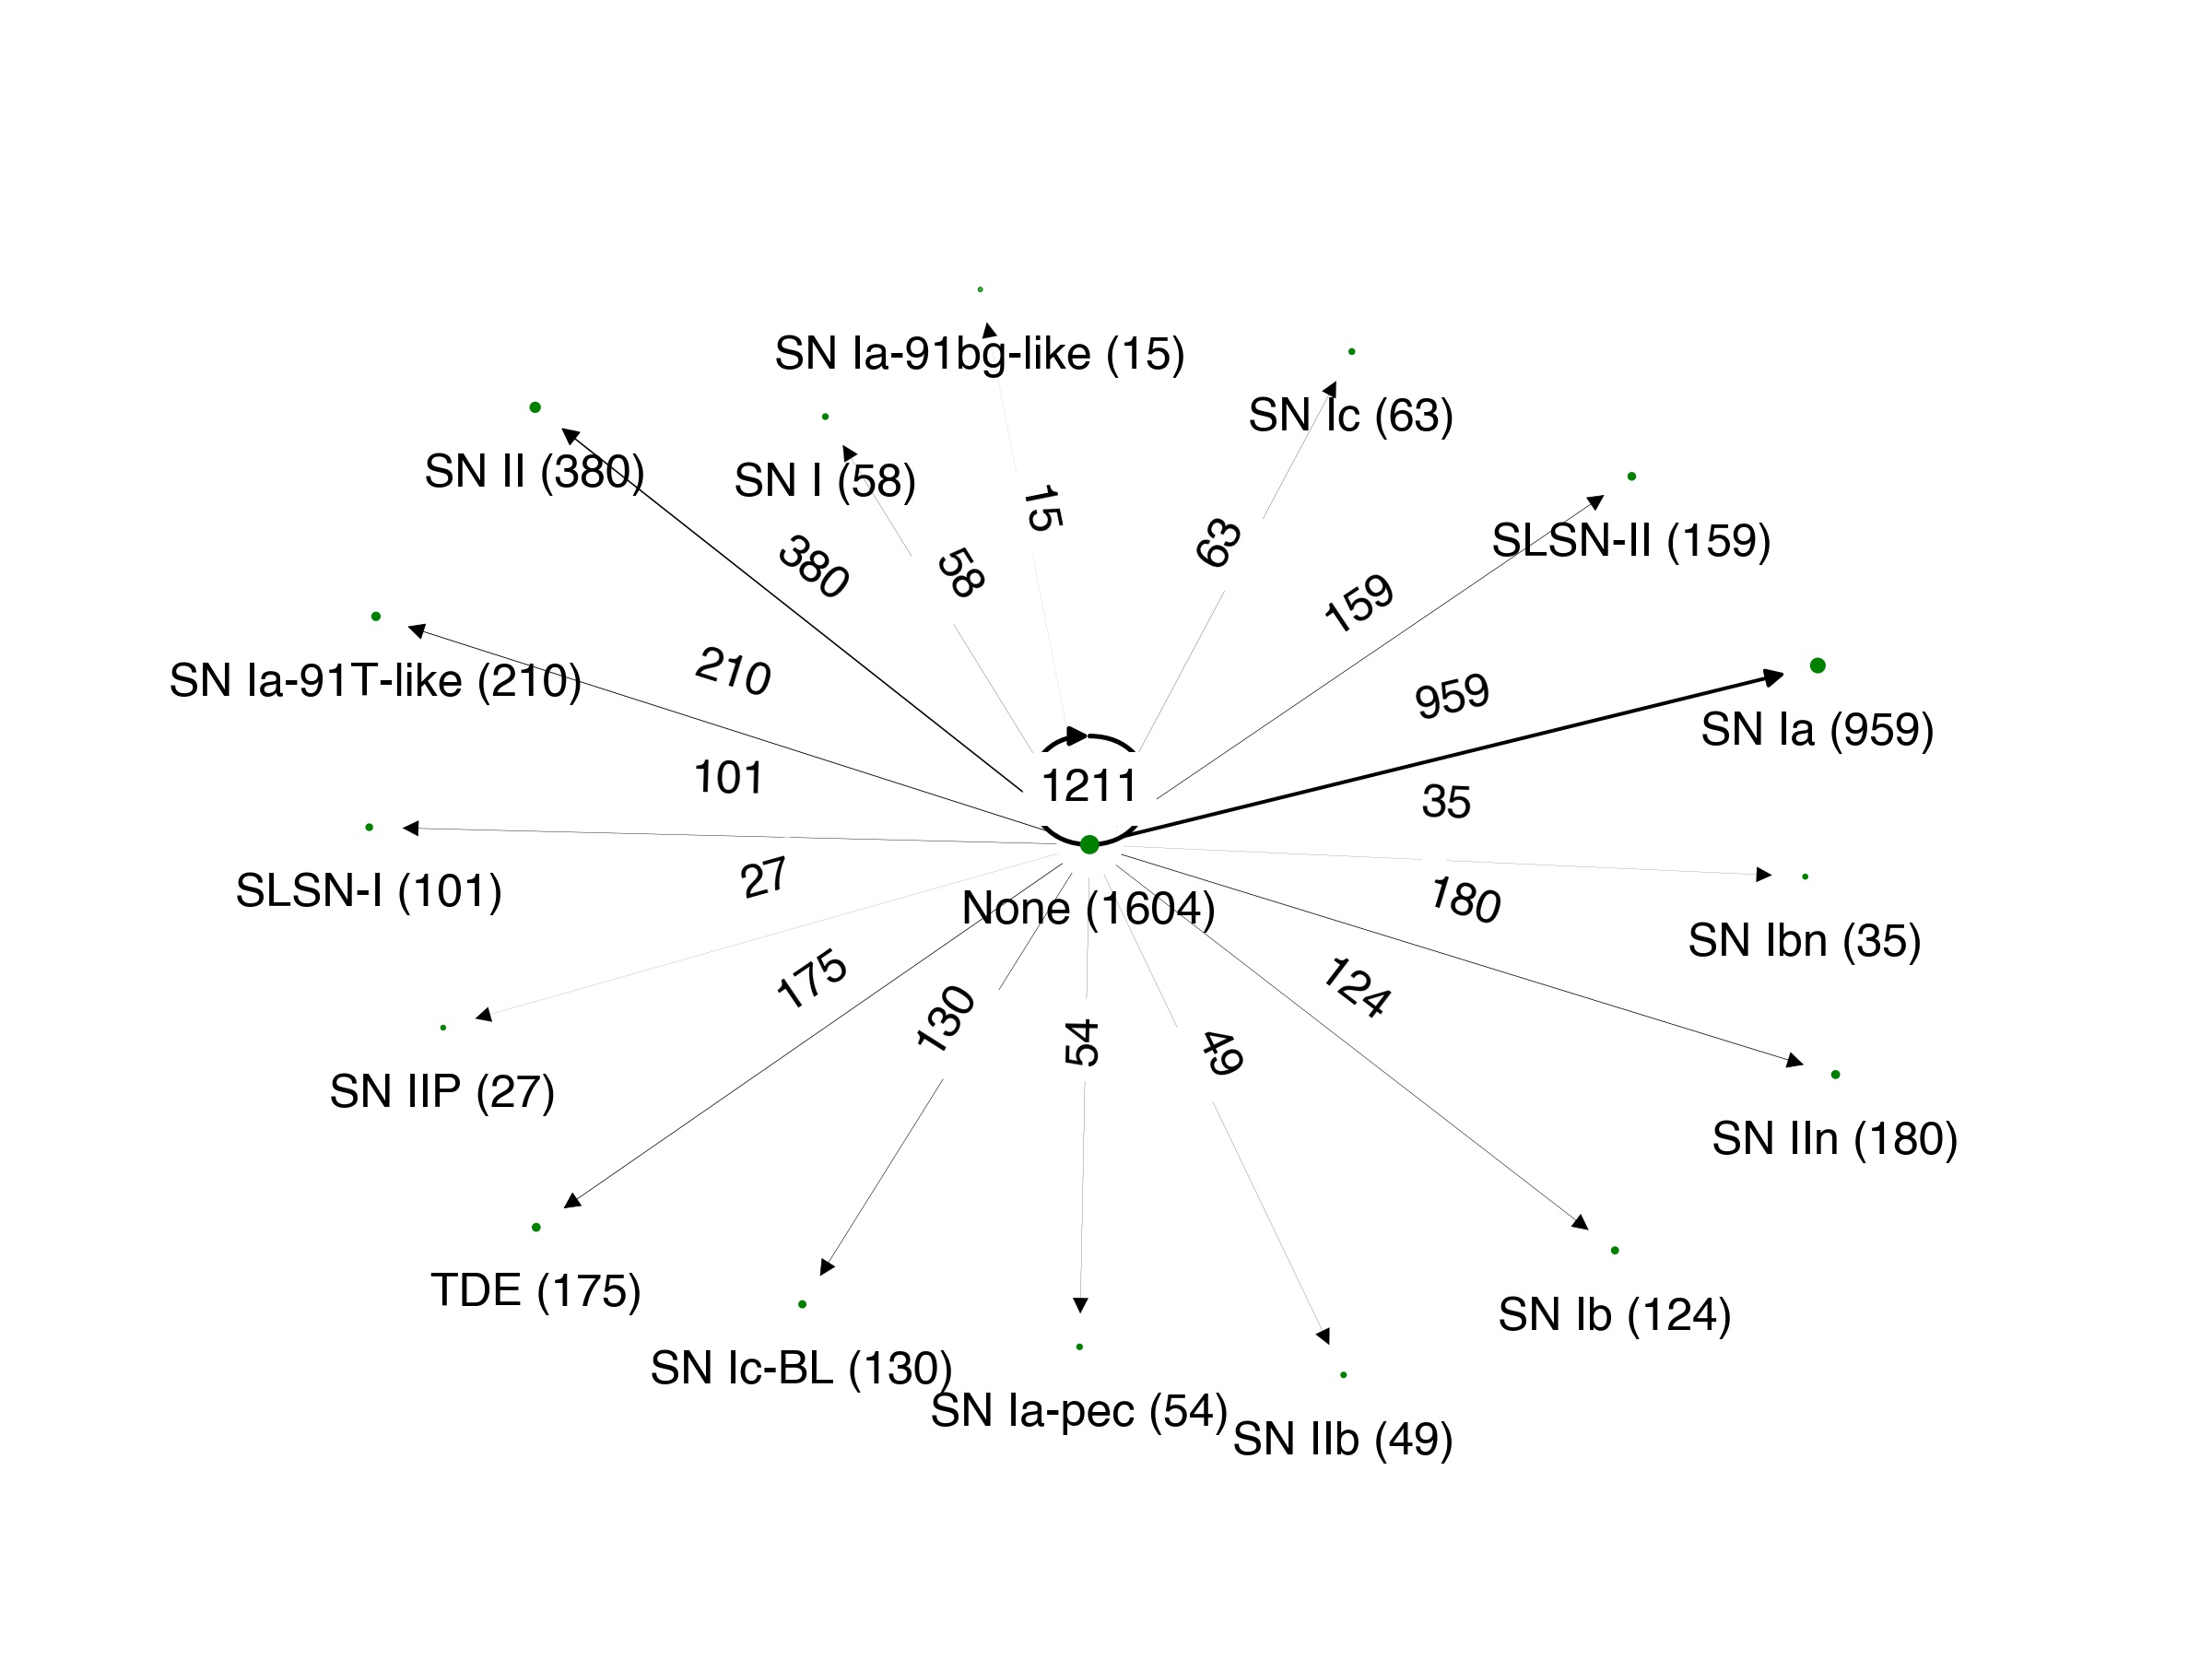 SN Ia-91bg-like (15)
SN Ic (63)
SN II (380)
SN I (58)
15
63
SLSN-II (159)
380
58
159
SN Ia-91T-like (210)
210
959
SN Ia (959)
101
1211
35
SLSN-I (101)
27
None (1604)
180
SN Ibn (35)
175
130
54
49
124
SN IIP (27)
SN IIn (180)
TDE (175)
SN Ib (124)
SN Ic-BL (130)
SN Ia-pec (54)
SN IIb (49)